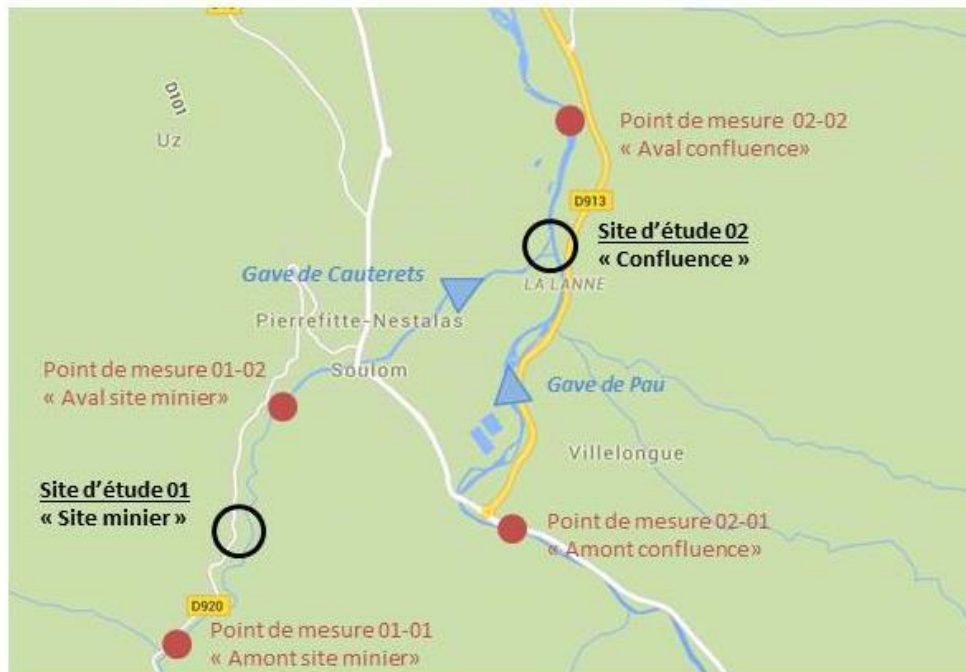 D101
Uz
Point de mesure 02-02
« Aval confluence»
D913
Site d’étude 02
« Confluence »
Gave de Cauterets
LA LANNE
Pierrefitte-Nestalas
Soulom
Point de mesure 01-02
« Aval site minier»
Gave de Pau
Villelongue
Site d’étude 01
« Site minier »
Point de mesure 02-01
« Amont confluence»
D920
Point de mesure 01-01
« Amont site minier»